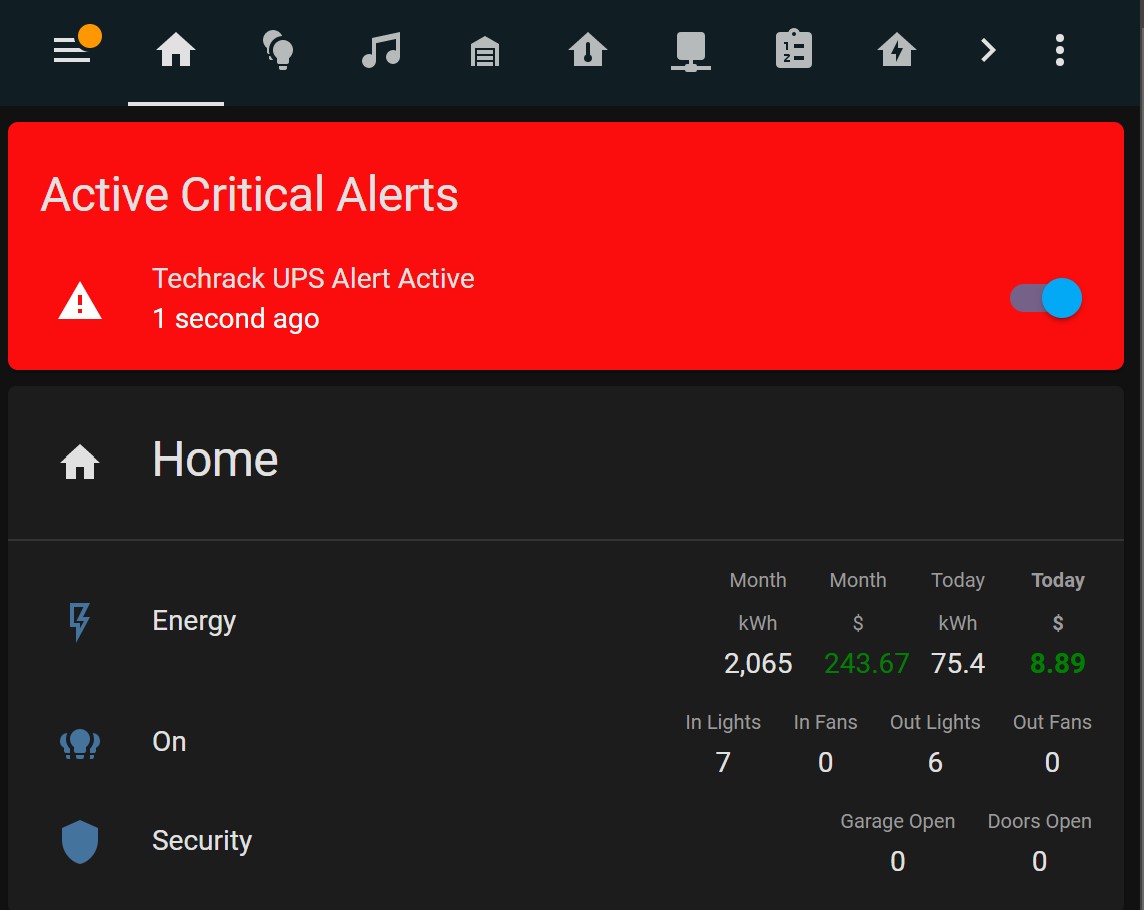 Active Critical Alerts
Techrack UPS Alert Active
1 second ago
Home
Month Month Today Today
Energy kWh $ kWh $
2,065 243.67 75.4 8.89
In Lights In Fans Out Lights Out Fans
On 7 0 6 0
Garage Open Doors Open
Security 0 0